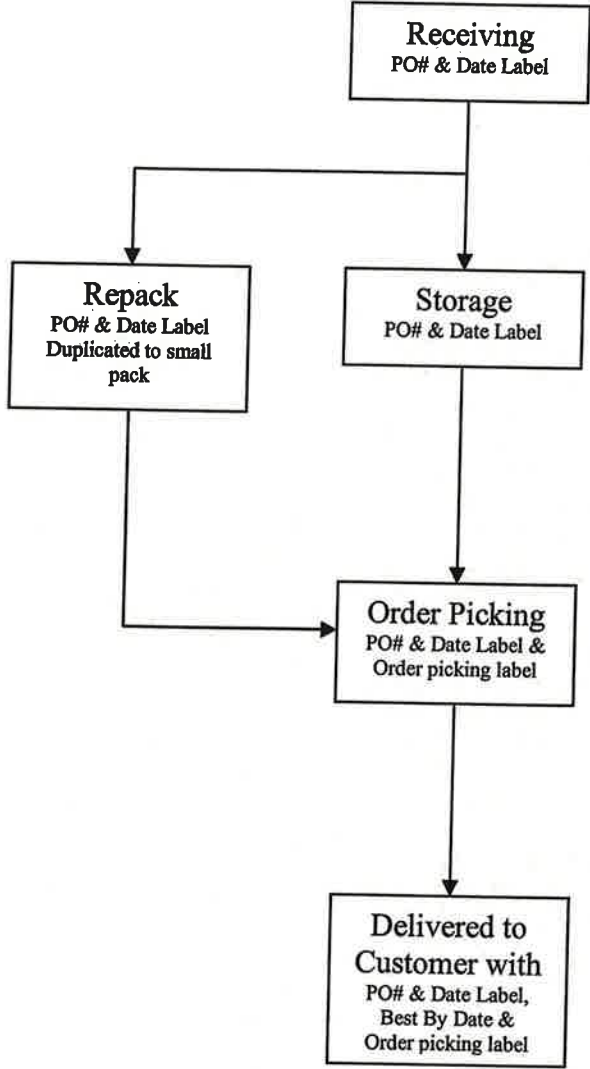 Receiving
PO# & Date Label
Repack
PO# & Date Label
Duplicated to small
pack
Storage
PO# & Date Label
Order Picking
PO# & Date Label &
Order picking label
Delivered to
Customer with
PO# & Date Label,
Best By Date &
Order picking label